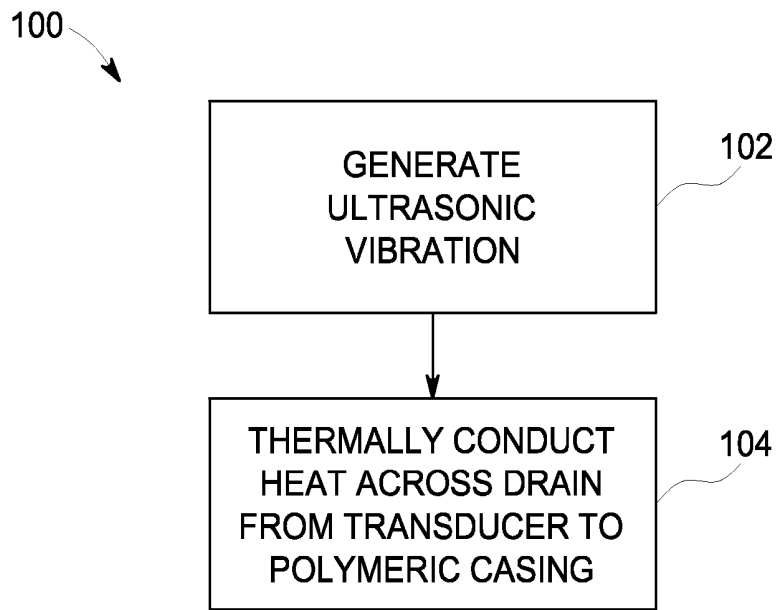 100
GENERATE
ULTRASONIC
VIBRATION
102
THERMALLY CONDUCT
HEAT ACROSS DRAIN
FROM TRANSDUCER TO
POLYMERIC CASING
104